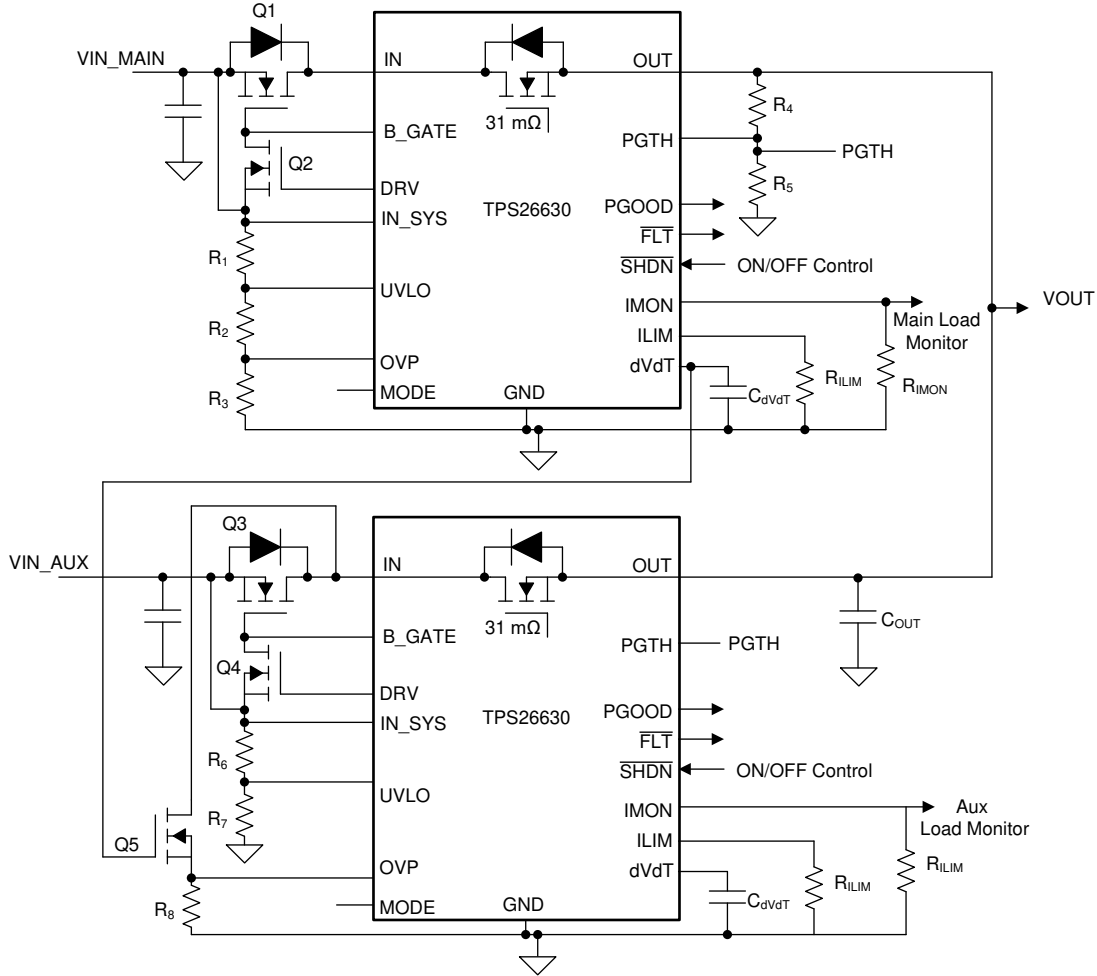 Q1
VIN_MAIN
IN
OUT
31 mΩ
R4
B_GATE
PGTH
PGTH
Q2
R5
DRV
TPS26630
PGOOD
IN_SYS
FLT
R1
SHDN
ON/OFF Control
UVLO
IMON
VOUT
Main Load
Monitor
R2
ILIM
OVP
dVdT
RILIM
RIMON
R3
MODE
GND
CdVdT
Q3
VIN_AUX
IN
OUT
31 mΩ
COUT
B_GATE
PGTH
PGTH
Q4
DRV
TPS26630
PGOOD
IN_SYS
FLT
R6
SHDN
ON/OFF Control
UVLO
R7
IMON
Aux
Load Monitor
Q5
ILIM
OVP
dVdT
RILIM
RILIM
R8
MODE
GND
CdVdT